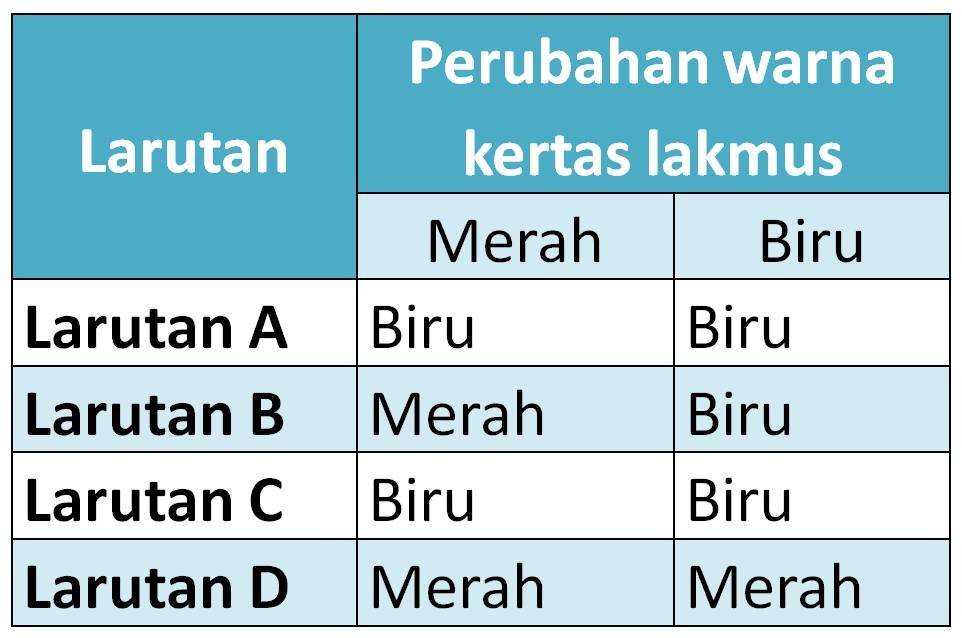 Larutan
Perubahan warna
kertas lakmus
Merah Biru
Larutan A Biru Biru
Larutan B Merah Biru
Larutan C Biru Biru
Larutan D Merah Merah